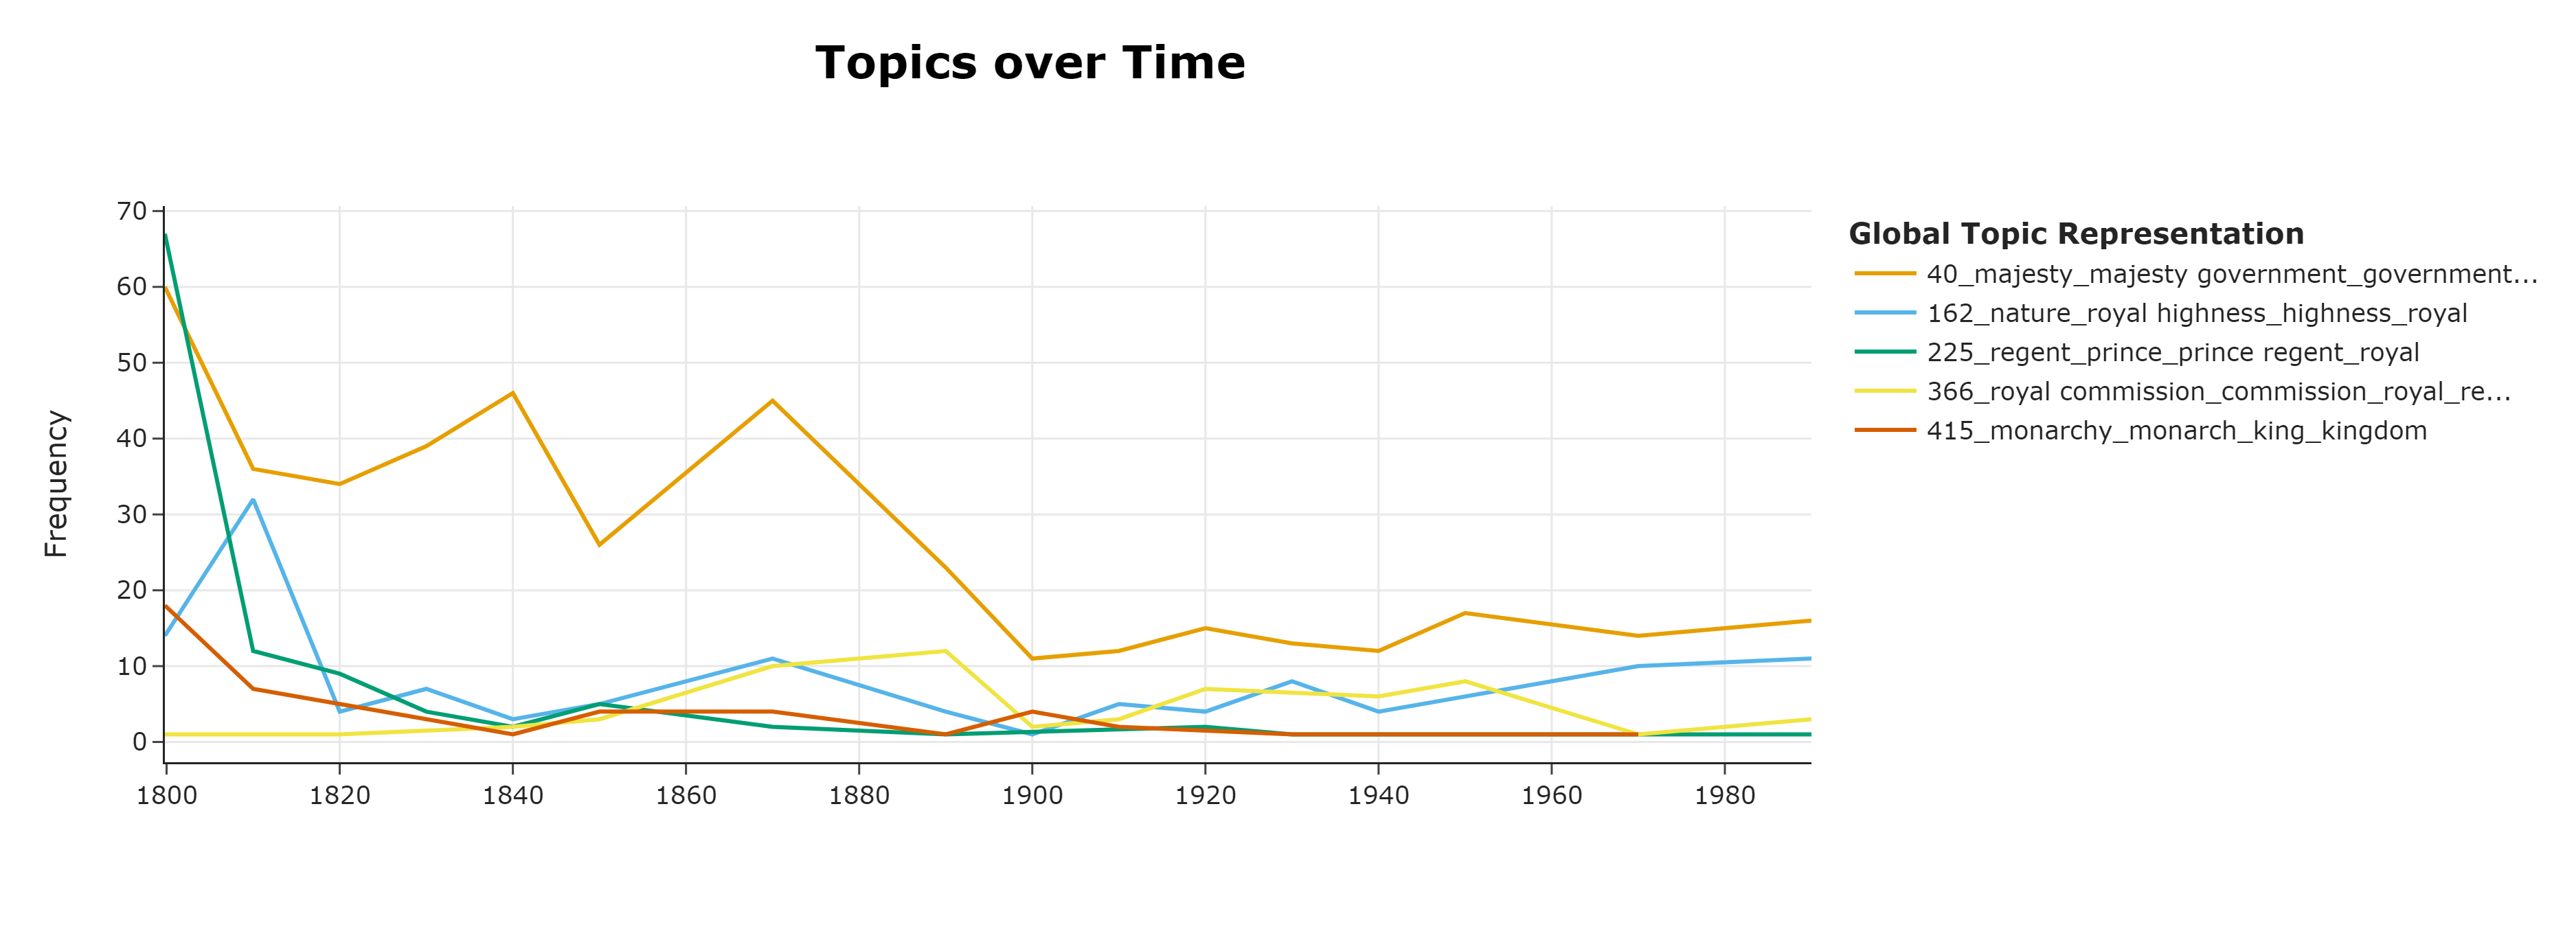 Topics over Time
70
60
50
40
30
20
10
0
Frequency
1800 1820 1840 1860 1880 1900 1920 1940 1960 1980
Global Topic Representation
40_majesty_majesty government_government...
162_nature_royal highness_highness_royal
225_regent_prince_prince regent_royal
366_royal commission_commission_royal_re...
415_monarchy_monarch_king_kingdom